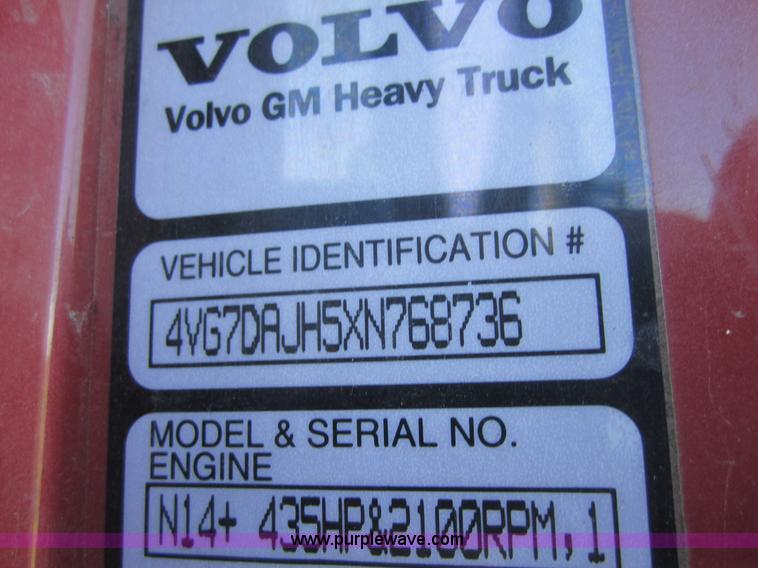 VOLVO
Volvo GM Heavy Truck
VEHICLE IDENTIFICATION #
4VG7DAJH5XN768736
MODEL & SERIAL NO.
ENGINE
N14+ 435HP&2100RPM,1
www.purplewave.com